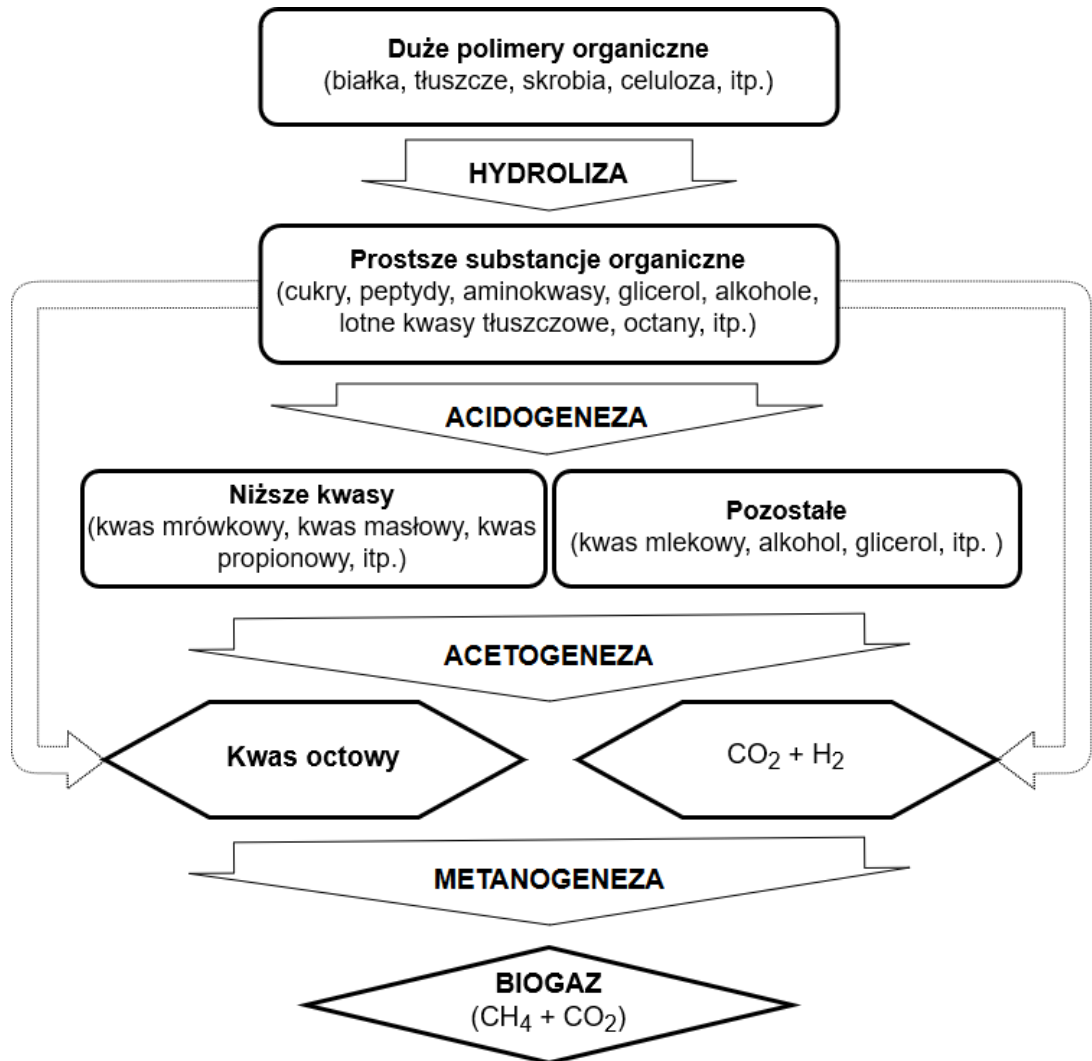 Duże polimery organiczne
(białka, tłuszcze, skrobia, celuloza, itp.)
HYDROLIZA
Prostsze substancje organiczne
(cukry, peptydy, aminokwasy, glicerol, alkohole,
lotne kwasy tłuszczowe, octany, itp.)
ACIDOGENEZA
Niższe kwasy
(kwas mrówkowy, kwas masłowy, kwas
propionowy, itp.)
Pozostałe
(kwas mlekowy, alkohol, glicerol, itp. )
ACETOGENEZA
Kwas octowy
CO₂ + H₂
METANOGENEZA
BIOGAZ
(CH₄ + CO₂)